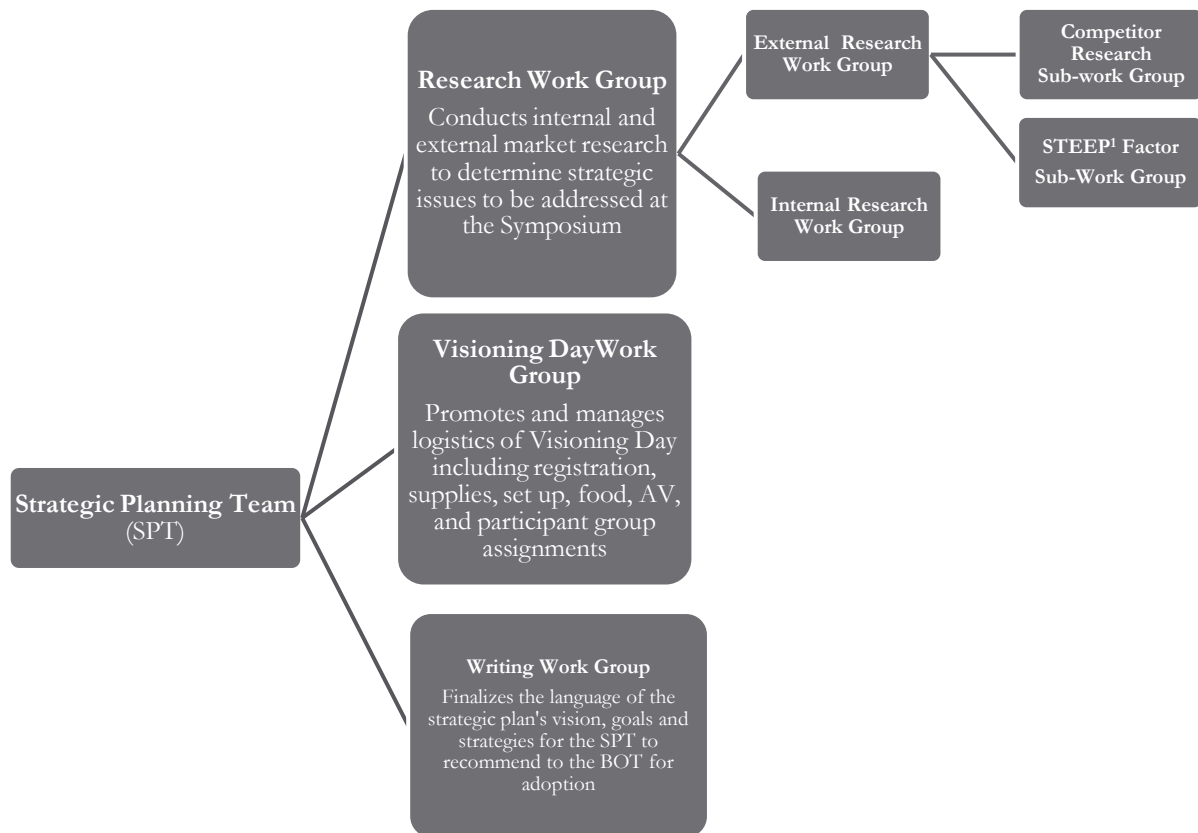 Strategic Planning Team
(SPT)
Research Work Group
Conducts internal and
external market research
to determine strategic
issues to be addressed at
the Symposium
External Research
Work Group
Competitor
Research
Sub-work Group
STEEP¹ Factor
Sub-Work Group
Internal Research
Work Group
Visioning DayWork
Group
Promotes and manages
logistics of Visioning Day
including registration,
supplies, set up, food, AV,
and participant group
assignments
Writing Work Group
Finalizes the language of the
strategic plan's vision, goals and
strategies for the SPT to
recommend to the BOT for
adoption